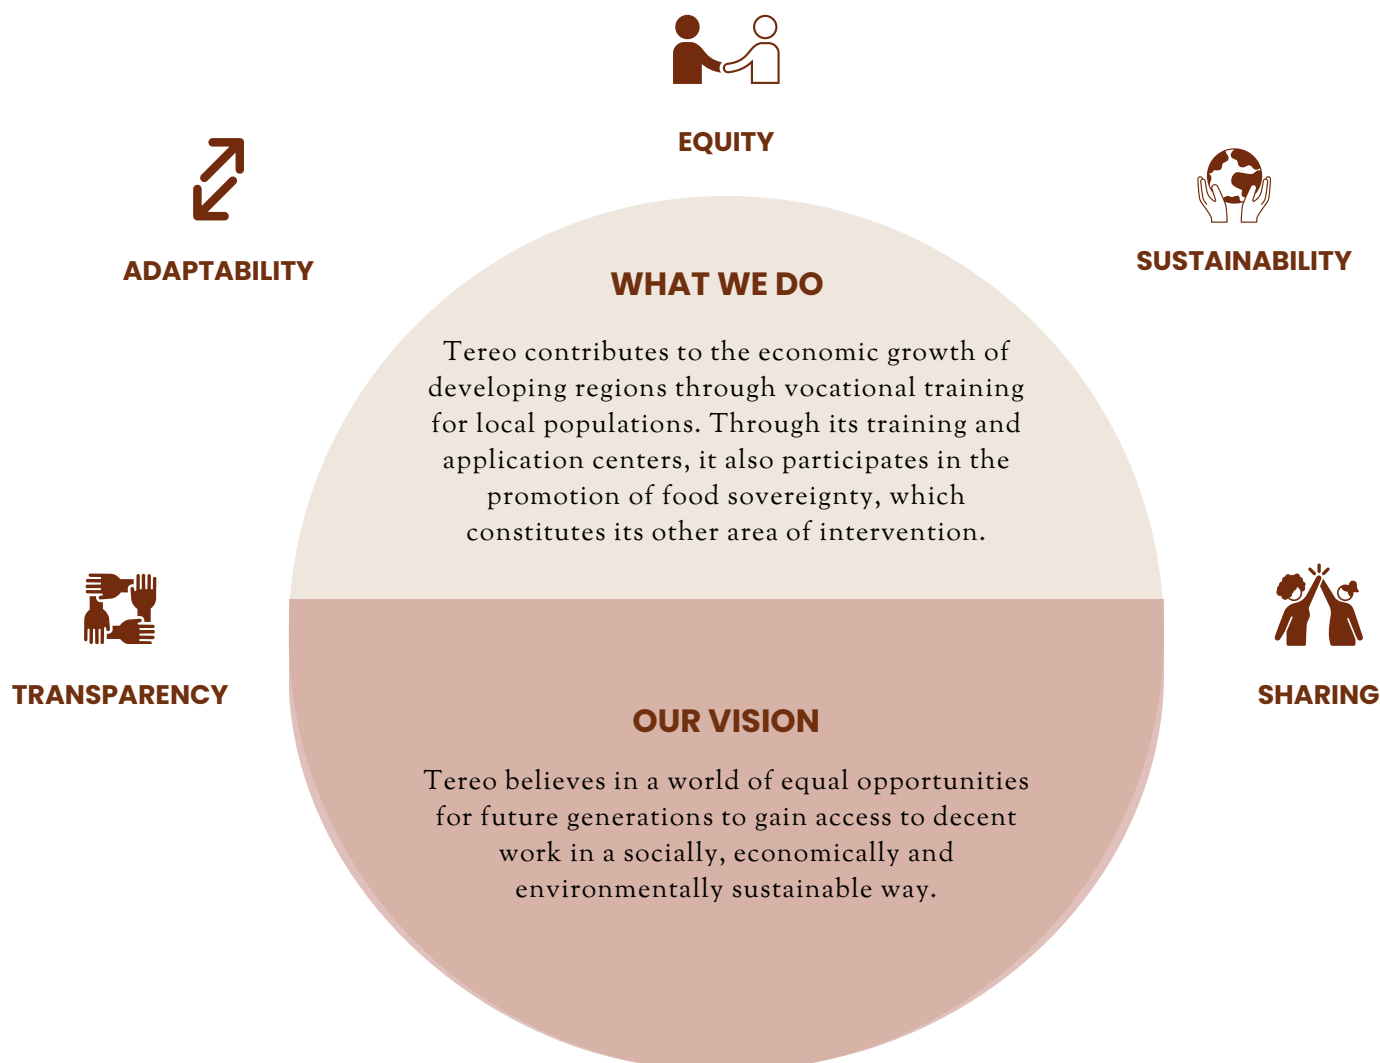 EQUITY
ADAPTABILITY
SUSTAINABILITY
WHAT WE DO
Tereo contributes to the economic growth of
developing regions through vocational training
for local populations. Through its training and
application centers, it also participates in the
promotion of food sovereignty, which
constitutes its other area of intervention.
TRANSPARENCY
SHARING
OUR VISION
Tereo believes in a world of equal opportunities
for future generations to gain access to decent
work in a socially, economically and
environmentally sustainable way.